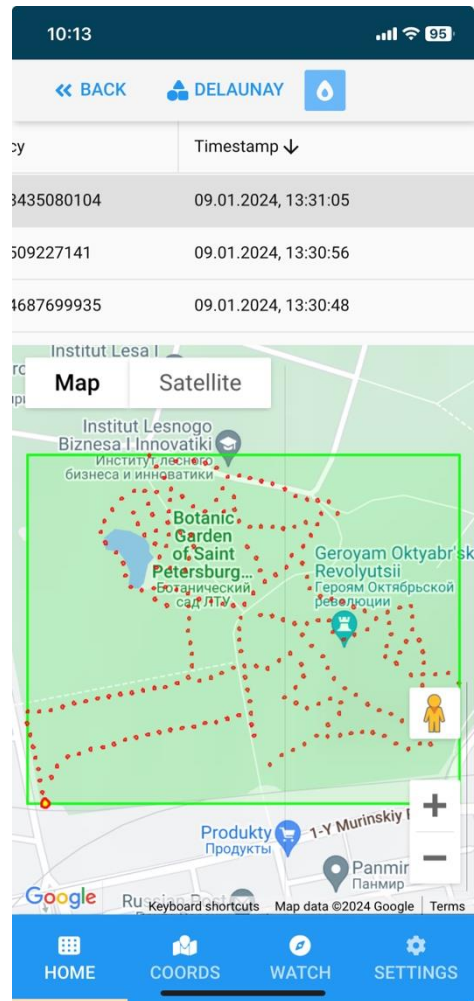 10:13
95
BACK
DELAUNAY
cy
Timestamp
3435080104
09.01.2024, 13:31:05
509227141
09.01.2024, 13:30:56
4687699935
09.01.2024, 13:30:48
Institut Lesa I
Map
Satellite
Institut Lesnogo
Biznesa I Innovatiki
Институт лесного
бизнеса и инноватики
Botanic
Garden
of Saint
Petersburg...
Ботанический
сад ЛТУ
Geroyam Oktyabr'sk
Revolyutsii
Героям Октябрьской
революции
Produkty
Продукты
1-Y Murinskiy
Panmir
Панмир
Google
Russian Post
Keyboard shortcuts
Map data ©2024 Google
Terms
HOME
COORDS
WATCH
SETTINGS